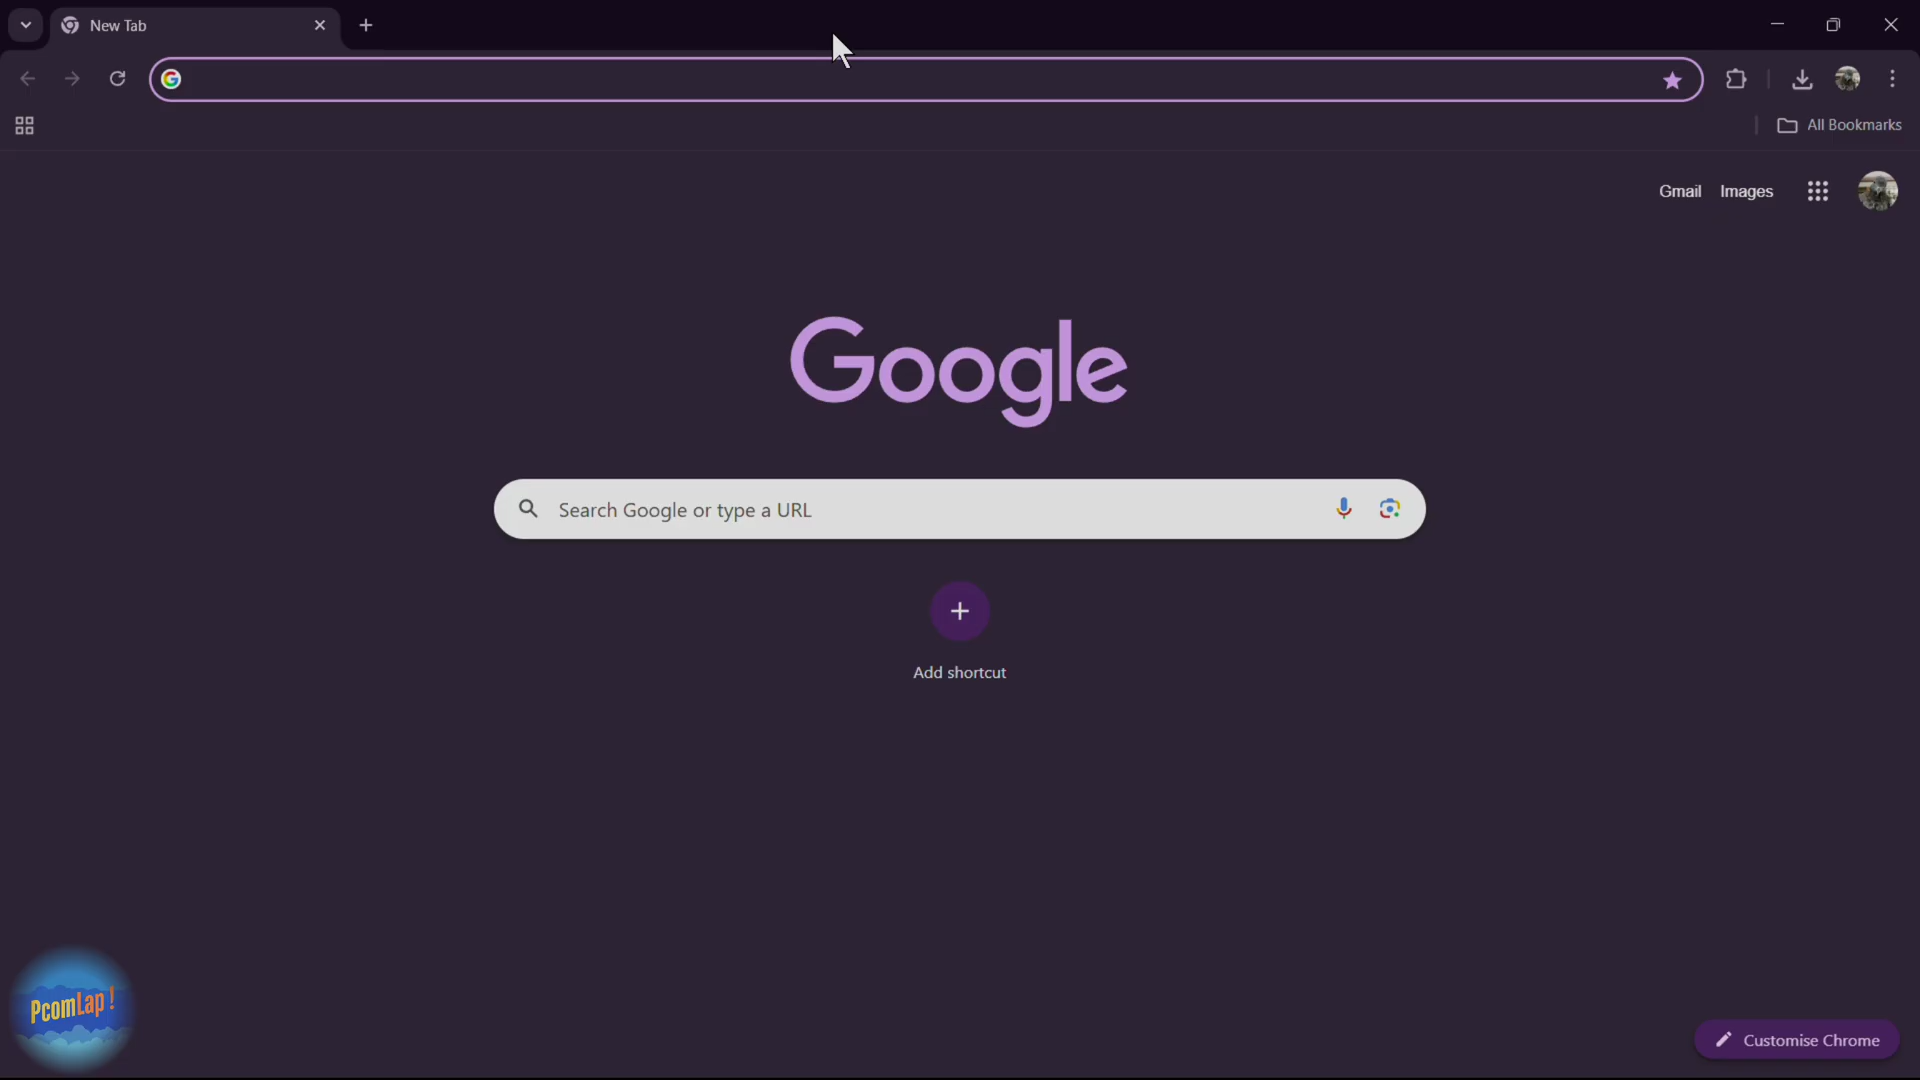 New Tab
All Bookmarks
Gmail Images
Google
Search Google or type a URL
Add shortcut
PcomLap!
Customise Chrome